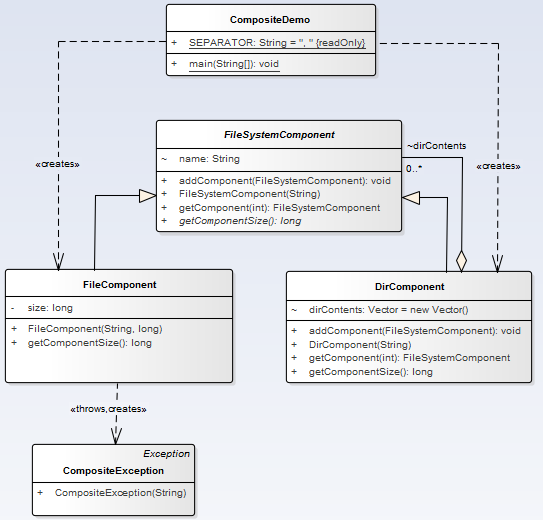 CompositeDemo
+ SEPARATOR: String = ", " {readOnly}
+ main(String[]): void
«creates»
«creates»
FileSystemComponent
~ name: String
+ addComponent(FileSystemComponent): void
+ FileSystemComponent(String)
+ getComponent(int): FileSystemComponent
+ getComponentSize(): long
~dirContents
0..*
FileComponent
- size: long
+ FileComponent(String, long)
+ getComponentSize(): long
DirComponent
~ dirContents: Vector = new Vector()
+ addComponent(FileSystemComponent): void
+ DirComponent(String)
+ getComponent(int): FileSystemComponent
+ getComponentSize(): long
«throws,creates»
Exception
CompositeException
+ CompositeException(String)